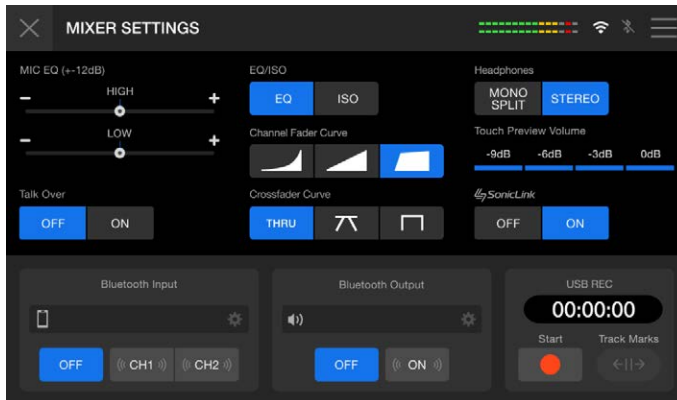 MIXER SETTINGS
MIC EQ (+-12dB)
HIGH
- +
LOW
- +
Talk Over
OFF ON
EQ/ISO
EQ ISO
Channel Fader Curve
Crossfader Curve
THRU
Headphones
MONO
SPLIT
STEREO
Touch Preview Volume
-9dB -6dB -3dB 0dB
SonicLink
OFF ON
Bluetooth Input
OFF CH1 CH2
Bluetooth Output
OFF ON
USB REC
00:00:00
Start Track Marks